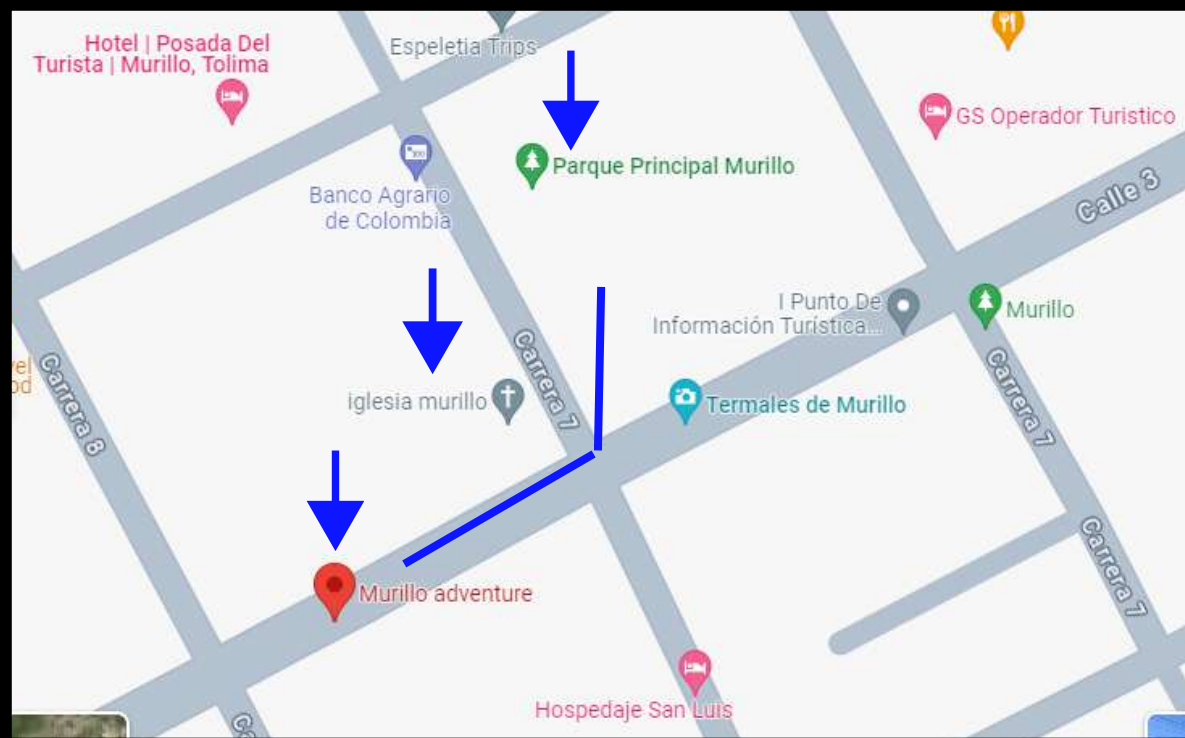 Hotel | Posada Del
Turista | Murillo, Tolima
Espeletia Trips
GS Operador Turistico
Parque Principal Murillo
Banco Agrario
de Colombia
Calle 3
I Punto De
Información Turística...
Murillo
Carrera 8
Carrera 7
iglesia murillo
Termales de Murillo
Carrera 7
Murillo adventure
Carrera 7
Hospedaje San Luis